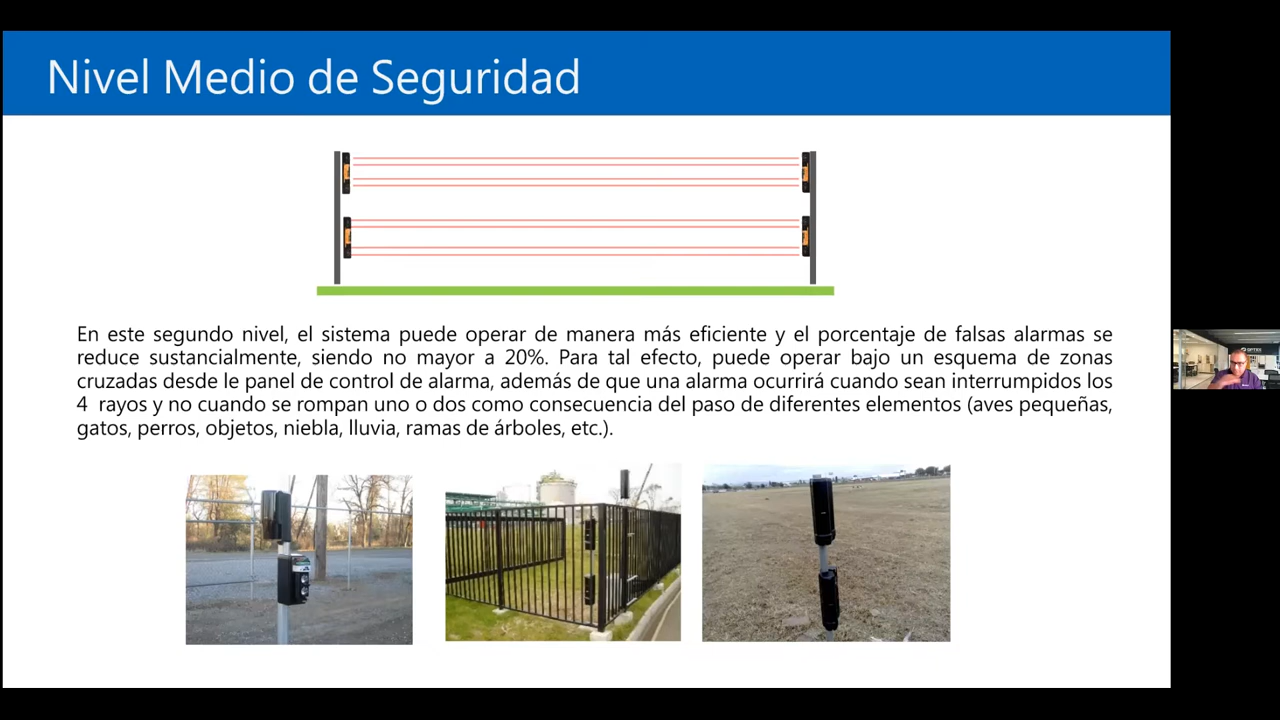 Nivel Medio de Seguridad
En este segundo nivel, el sistema puede operar de manera más eficiente y el porcentaje de falsas alarmas se
reduce sustancialmente, siendo no mayor a 20%. Para tal efecto, puede operar bajo un esquema de zonas
cruzadas desde le panel de control de alarma, además de que una alarma ocurrirá cuando sean interrumpidos los
4 rayos y no cuando se rompan uno o dos como consecuencia del paso de diferentes elementos (aves pequeñas,
gatos, perros, objetos, niebla, lluvia, ramas de árboles, etc.).
OPTEX